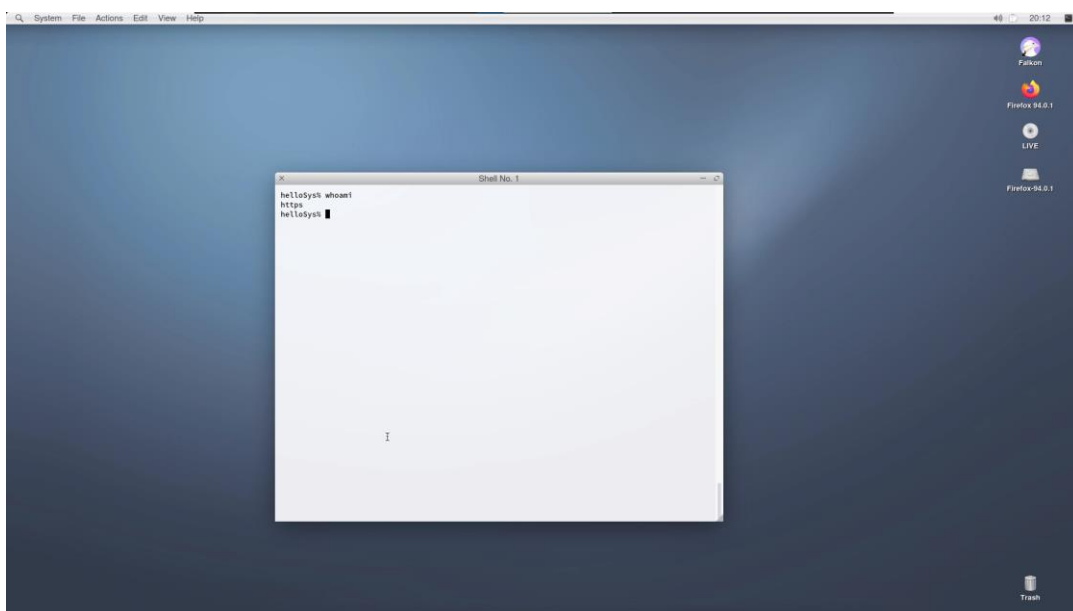 System File Actions Edit View Help
20:12
Falkon
Firefox 94.0.1
LIVE
Firefox-94.0.1
Shell No. 1
helloSys% whoami
https
helloSys%
Trash